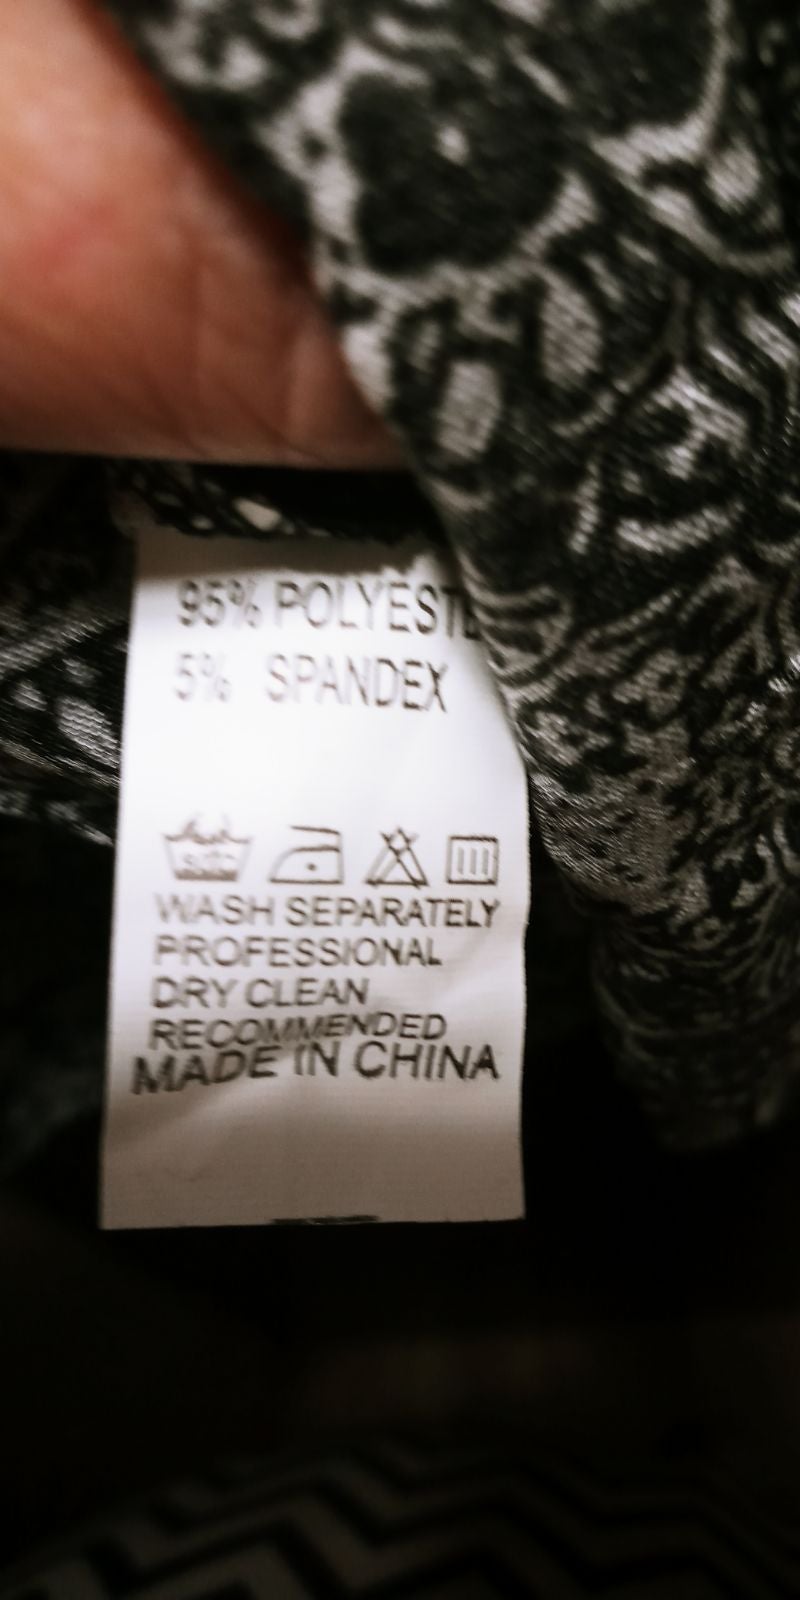 95% POLYESTE
5% SPANDEX
WASH SEPARATELY
PROFESSIONAL
DRY CLEAN
RECOMMENDED
MADE IN CHINA